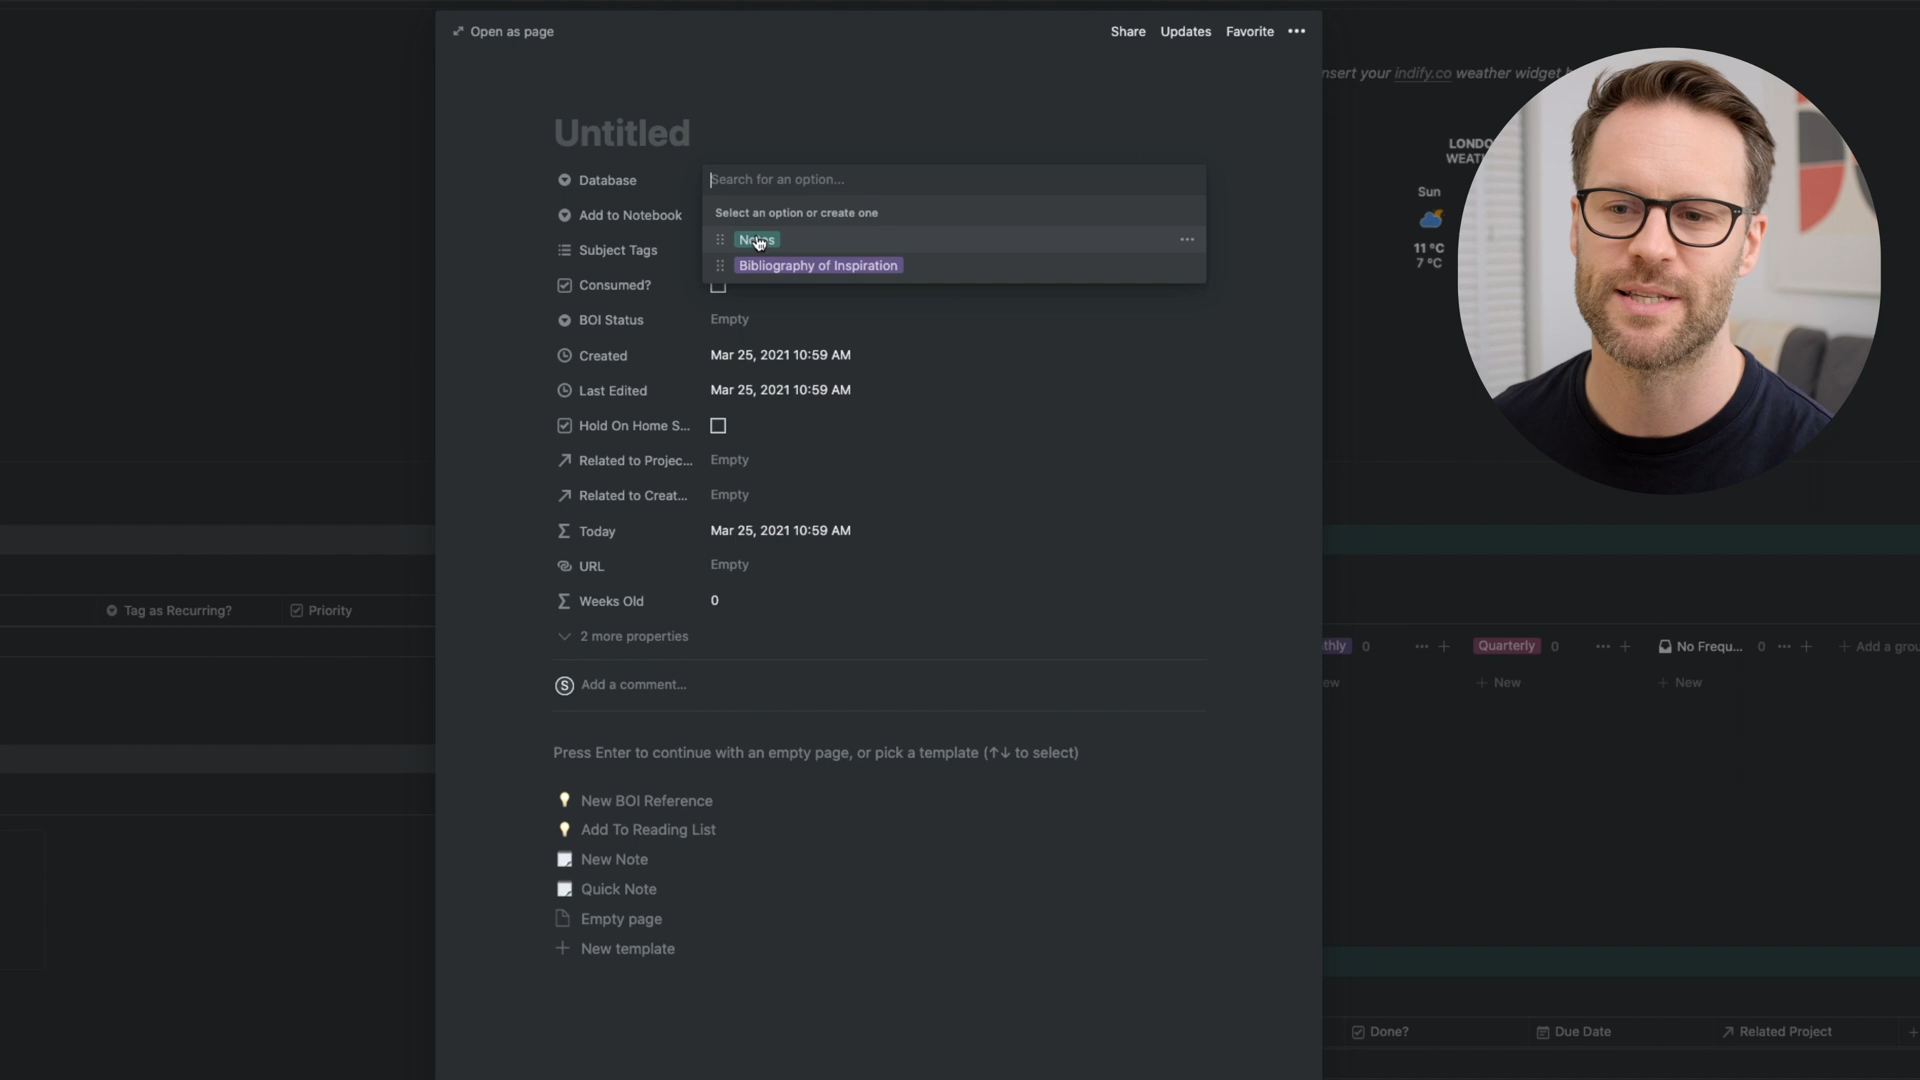 Open as page
Share Updates Favorite
Insert your indify.co weather widget
LONDO
WEAT
Sun
11 °C
7 °C
Untitled
Database
Search for an option...
Select an option or create one
Notes
Bibliography of Inspiration
Add to Notebook
Subject Tags
Consumed?
BOI Status Empty
Created Mar 25, 2021 10:59 AM
Last Edited Mar 25, 2021 10:59 AM
Hold On Home S...
Related to Projec... Empty
Related to Creat... Empty
Today Mar 25, 2021 10:59 AM
URL Empty
Weeks Old 0
2 more properties
Tag as Recurring? Priority
thly 0 Quarterly 0 No Frequ... 0 Add a grou
ew New New
S Add a comment...
Press Enter to continue with an empty page, or pick a template (↑↓ to select)
New BOI Reference
Add To Reading List
New Note
Quick Note
Empty page
New template
Done? Due Date Related Project